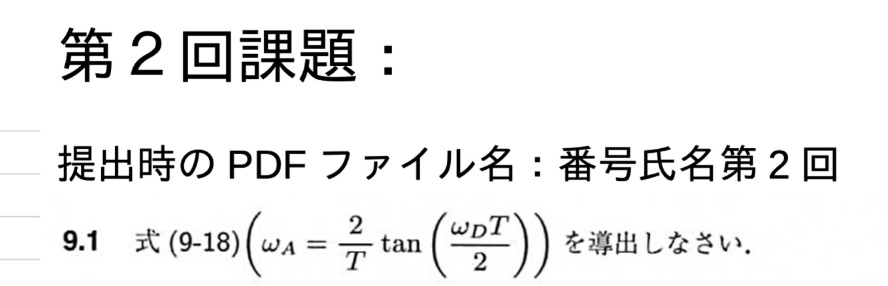 第2回課題：
提出時の PDF ファイル名：番号氏名第2回
9.1 式 (9-18)(ω_A = 2/T tan(ω_D T/2)) を導出しなさい．